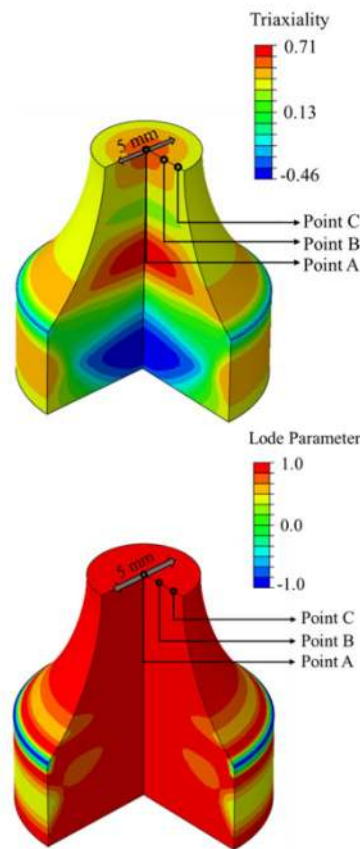 Triaxiality
0.71
0.13
-0.46
5 mm
Point C
Point B
Point A
Lode Parameter
1.0
0.0
-1.0
5 mm
Point C
Point B
Point A